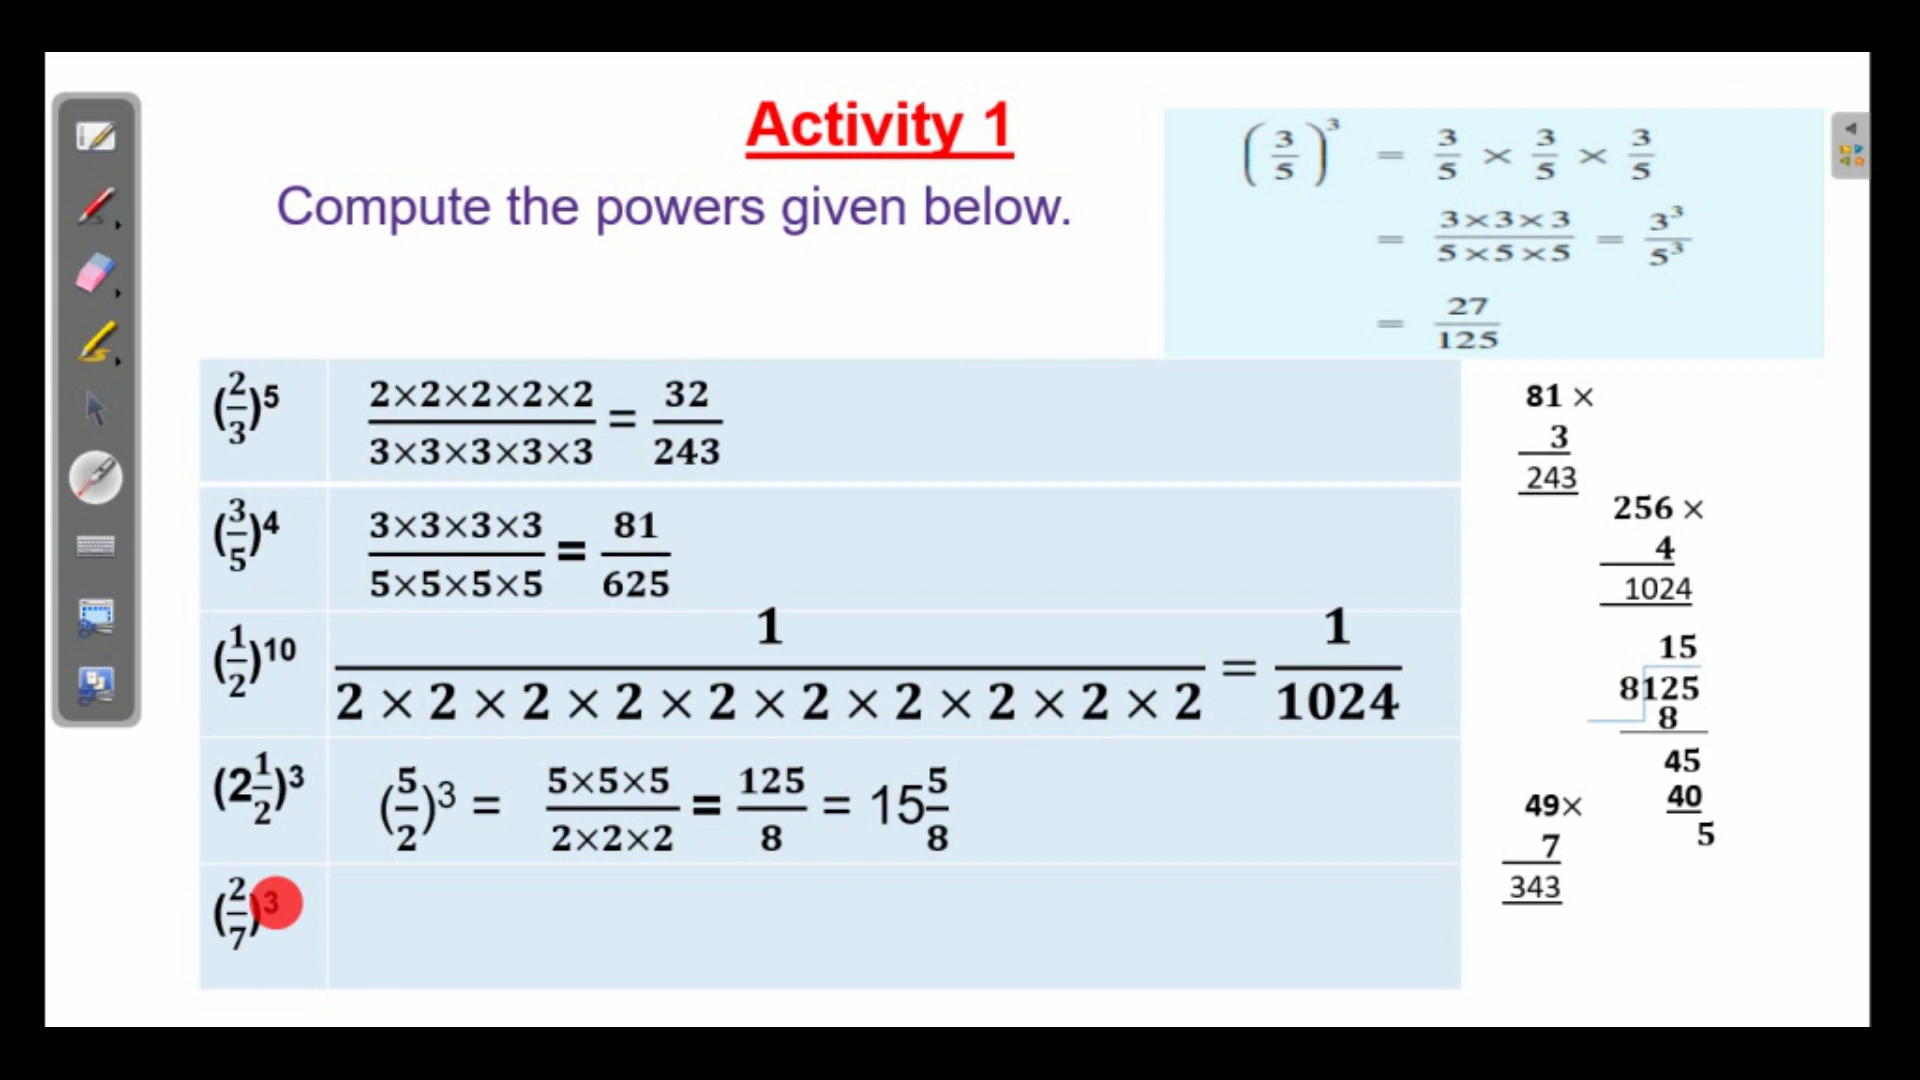 Activity 1
Compute the powers given below.
(3/5)³ = 3/5 × 3/5 × 3/5
= 3×3×3/5×5×5 = 3³/5³
= 27/125
(2/3)⁵ 2×2×2×2×2/3×3×3×3×3 = 32/243
(3/5)⁴ 3×3×3×3/5×5×5×5 = 81/625
(1/2)¹⁰ 1/2 × 2 × 2 × 2 × 2 × 2 × 2 × 2 × 2 × 2 = 1/1024
(2 1/2)³ (5/2)³ = 5×5×5/2×2×2 = 125/8 = 15 5/8
(2/7)³
81 ×
3
243
256 ×
4
1024
15
8125
8
45
40
5
49×
7
343